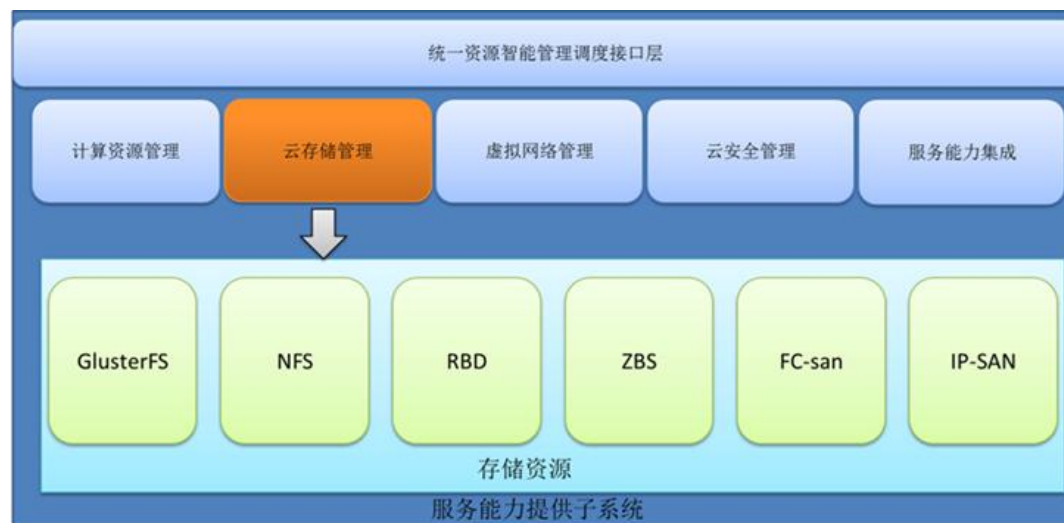 统一资源智能管理调度接口层
计算资源管理
云存储管理
虚拟网络管理
云安全管理
服务能力集成
GlusterFS
NFS
RBD
ZBS
FC-san
IP-SAN
存储资源
服务能力提供子系统